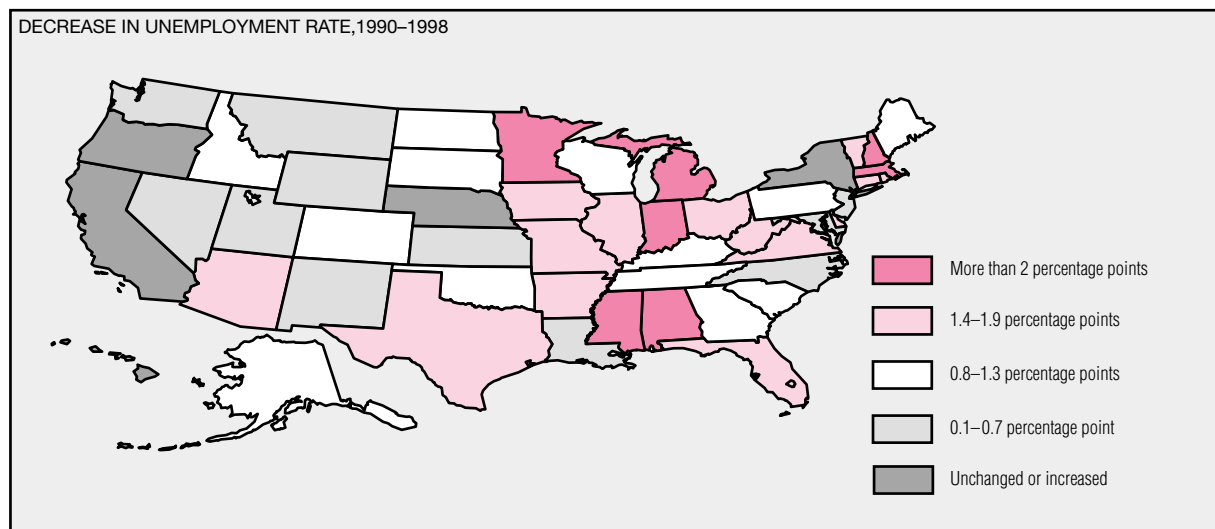 DECREASE IN UNEMPLOYMENT RATE,1990–1998
More than 2 percentage points
1.4–1.9 percentage points
0.8–1.3 percentage points
0.1–0.7 percentage point
Unchanged or increased